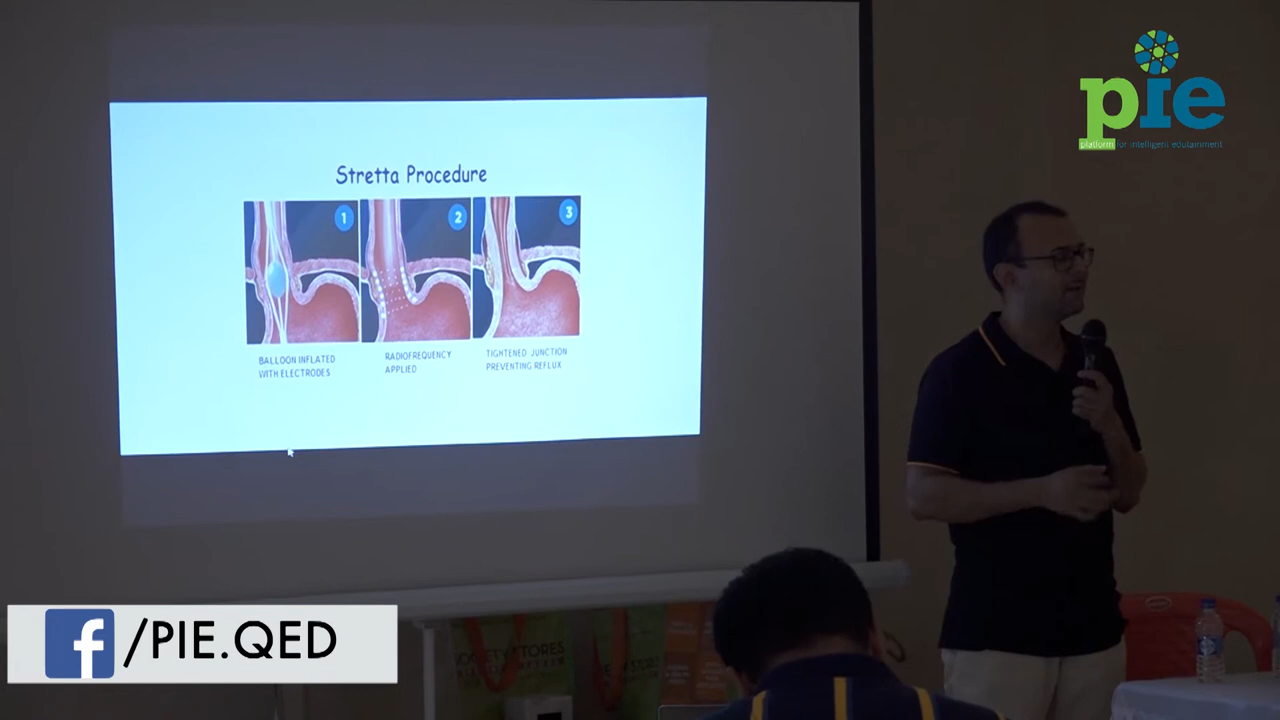 Stretta Procedure
1
2
3
BALLOON INFLATED
WITH ELECTRODES
RADIOFREQUENCY
APPLIED
TIGHTENED JUNCTION
PREVENTING REFLUX
pie
platform for intelligent edutainment
f/PIE.QED